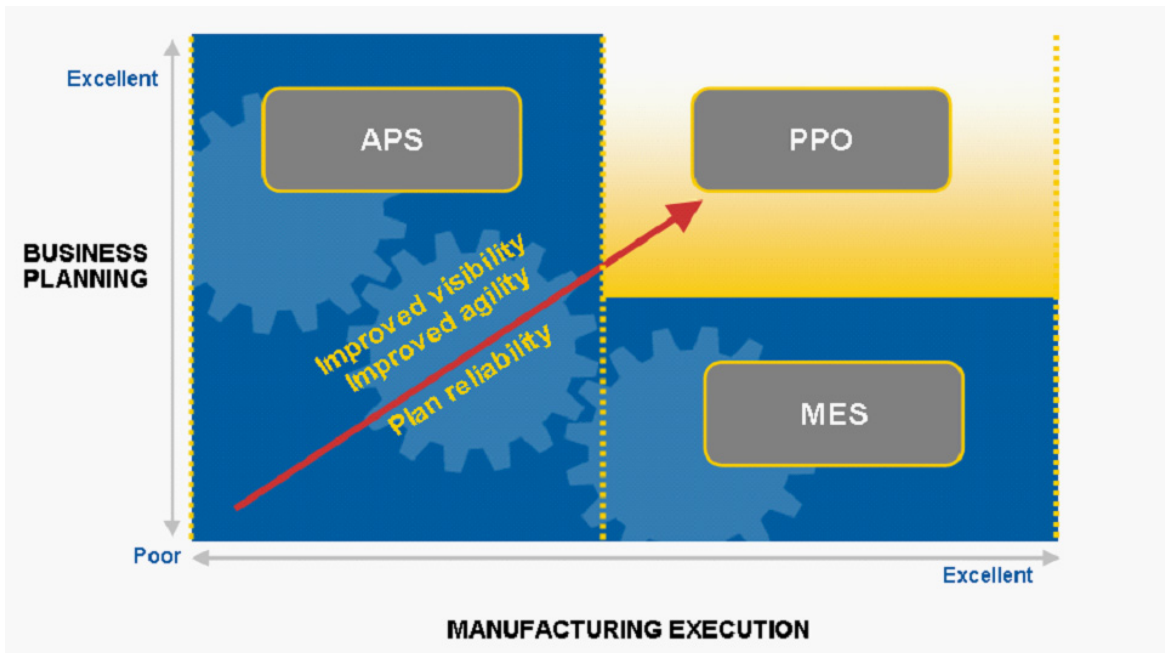 Excellent
APS
PPO
BUSINESS
PLANNING
Improved visibility
Improved agility
Plan reliability
MES
Poor
Excellent
MANUFACTURING EXECUTION